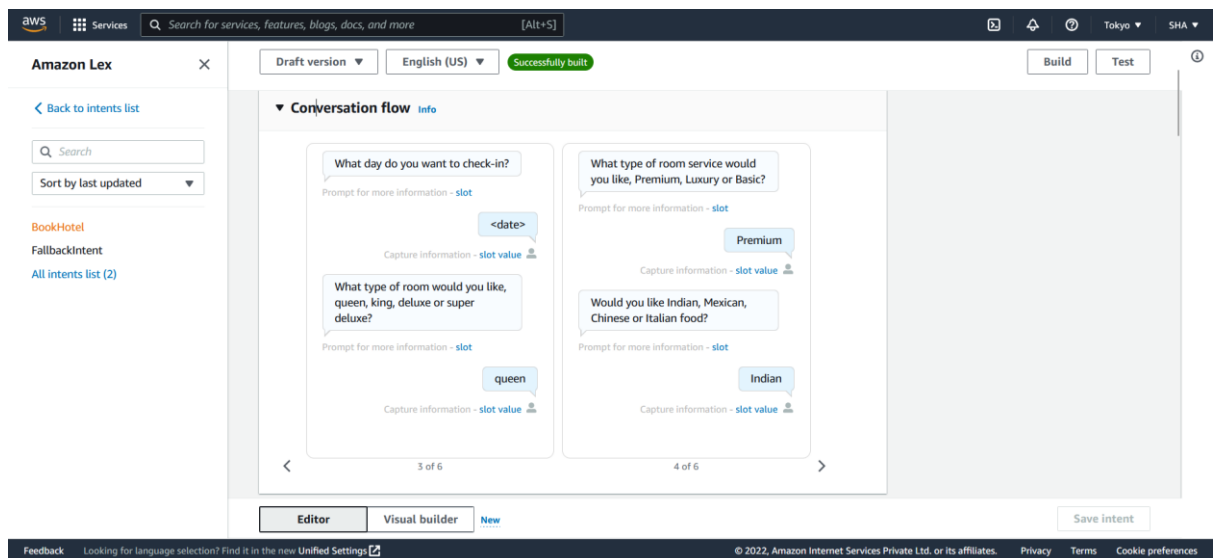 aws
Services
Search for services, features, blogs, docs, and more
[Alt+S]
Tokyo ▼
SHA ▼
Amazon Lex
Draft version ▼
English (US) ▼
Successfully built
Build
Test
Back to intents list
Search
Sort by last updated
BookHotel
FallbackIntent
All intents list (2)
▼ Conversation flow Info
What day do you want to check-in?
Prompt for more information - slot
<date>
Capture information - slot value
What type of room would you like,
queen, king, deluxe or super
deluxe?
Prompt for more information - slot
queen
Capture information - slot value
3 of 6
What type of room service would
you like, Premium, Luxury or Basic?
Prompt for more information - slot
Premium
Capture information - slot value
Would you like Indian, Mexican,
Chinese or Italian food?
Prompt for more information - slot
Indian
Capture information - slot value
4 of 6
Editor
Visual builder
New
Save intent
Feedback
Looking for language selection? Find it in the new Unified Settings
© 2022, Amazon Internet Services Private Ltd. or its affiliates.
Privacy
Terms
Cookie preferences